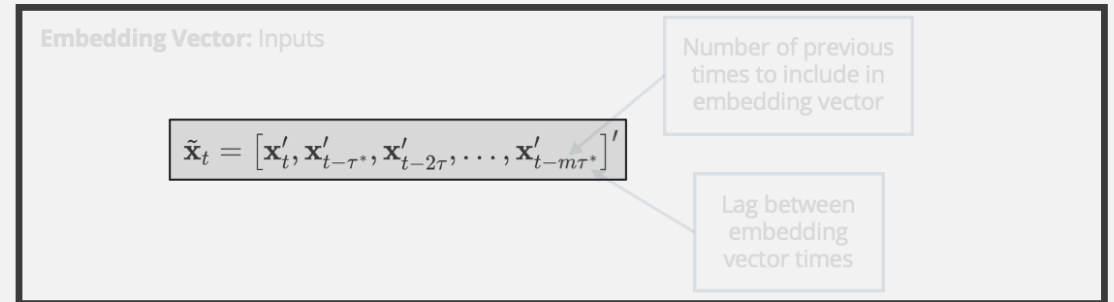 Embedding Vector: Inputs
Number of previous
times to include in
embedding vector
x̃_t = [x′_t, x′_{t−τ*}, x′_{t−2τ}, . . . , x′_{t−mτ*}]′
Lag between
embedding
vector times